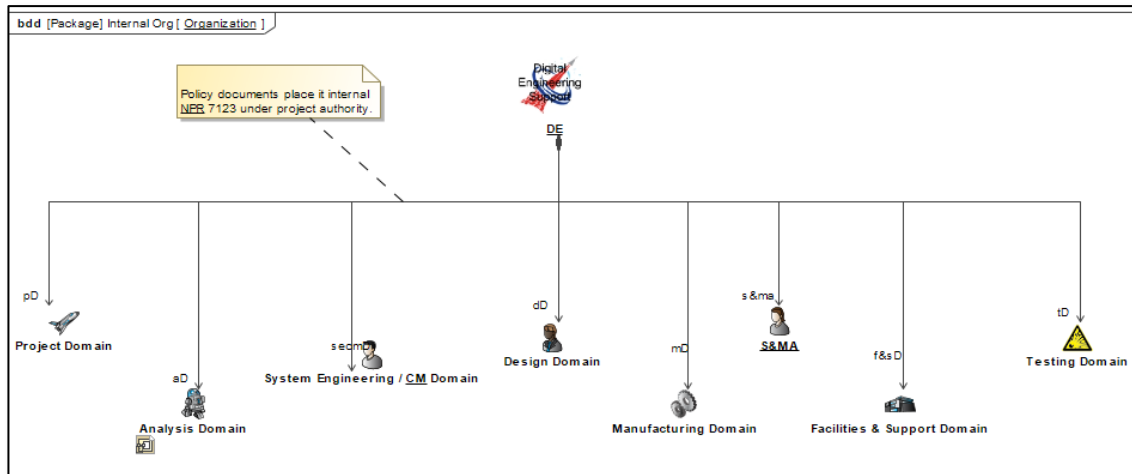 bdd [Package] Internal Org [ Organization ]
Policy documents place it internal
NPR 7123 under project authority.
Digital
Engineering
Support
DE
pD
Project Domain
aD
Analysis Domain
secmD
System Engineering / CM Domain
dD
Design Domain
mD
Manufacturing Domain
s&ma
S&MA
f&sD
Facilities & Support Domain
tD
Testing Domain